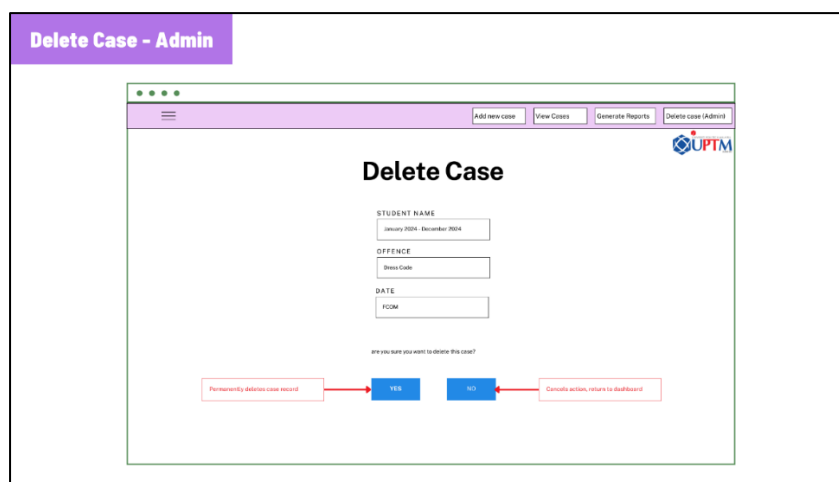 Delete Case - Admin
Add new case
View Cases
Generate Reports
Delete case (Admin)
UPTM
Delete Case
STUDENT NAME
January 2024 - December 2024
OFFENCE
Dress Code
DATE
FCOM
are you sure you want to delete this case?
Permanently deletes case record
YES
NO
Cancels action, return to dashboard